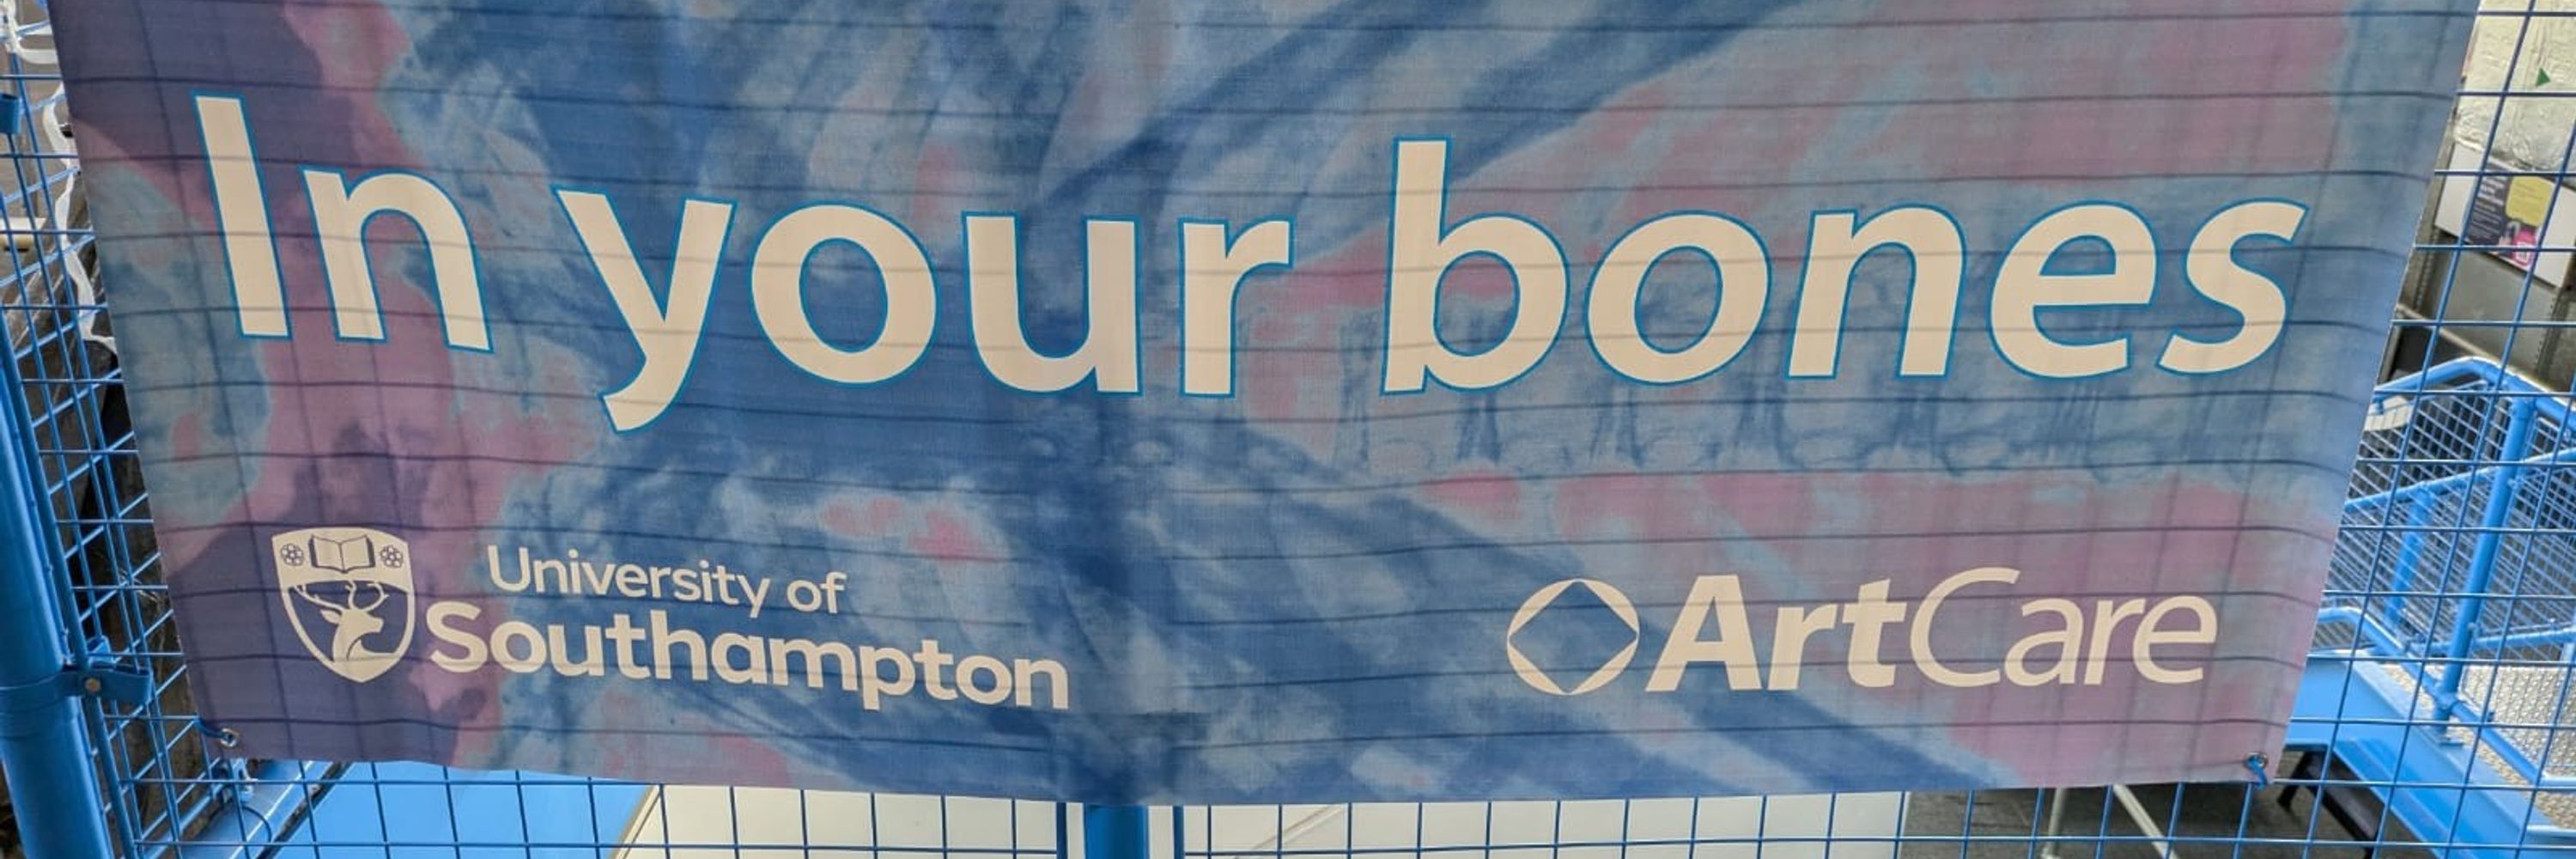 In your bones
University of
Southampton
ArtCare